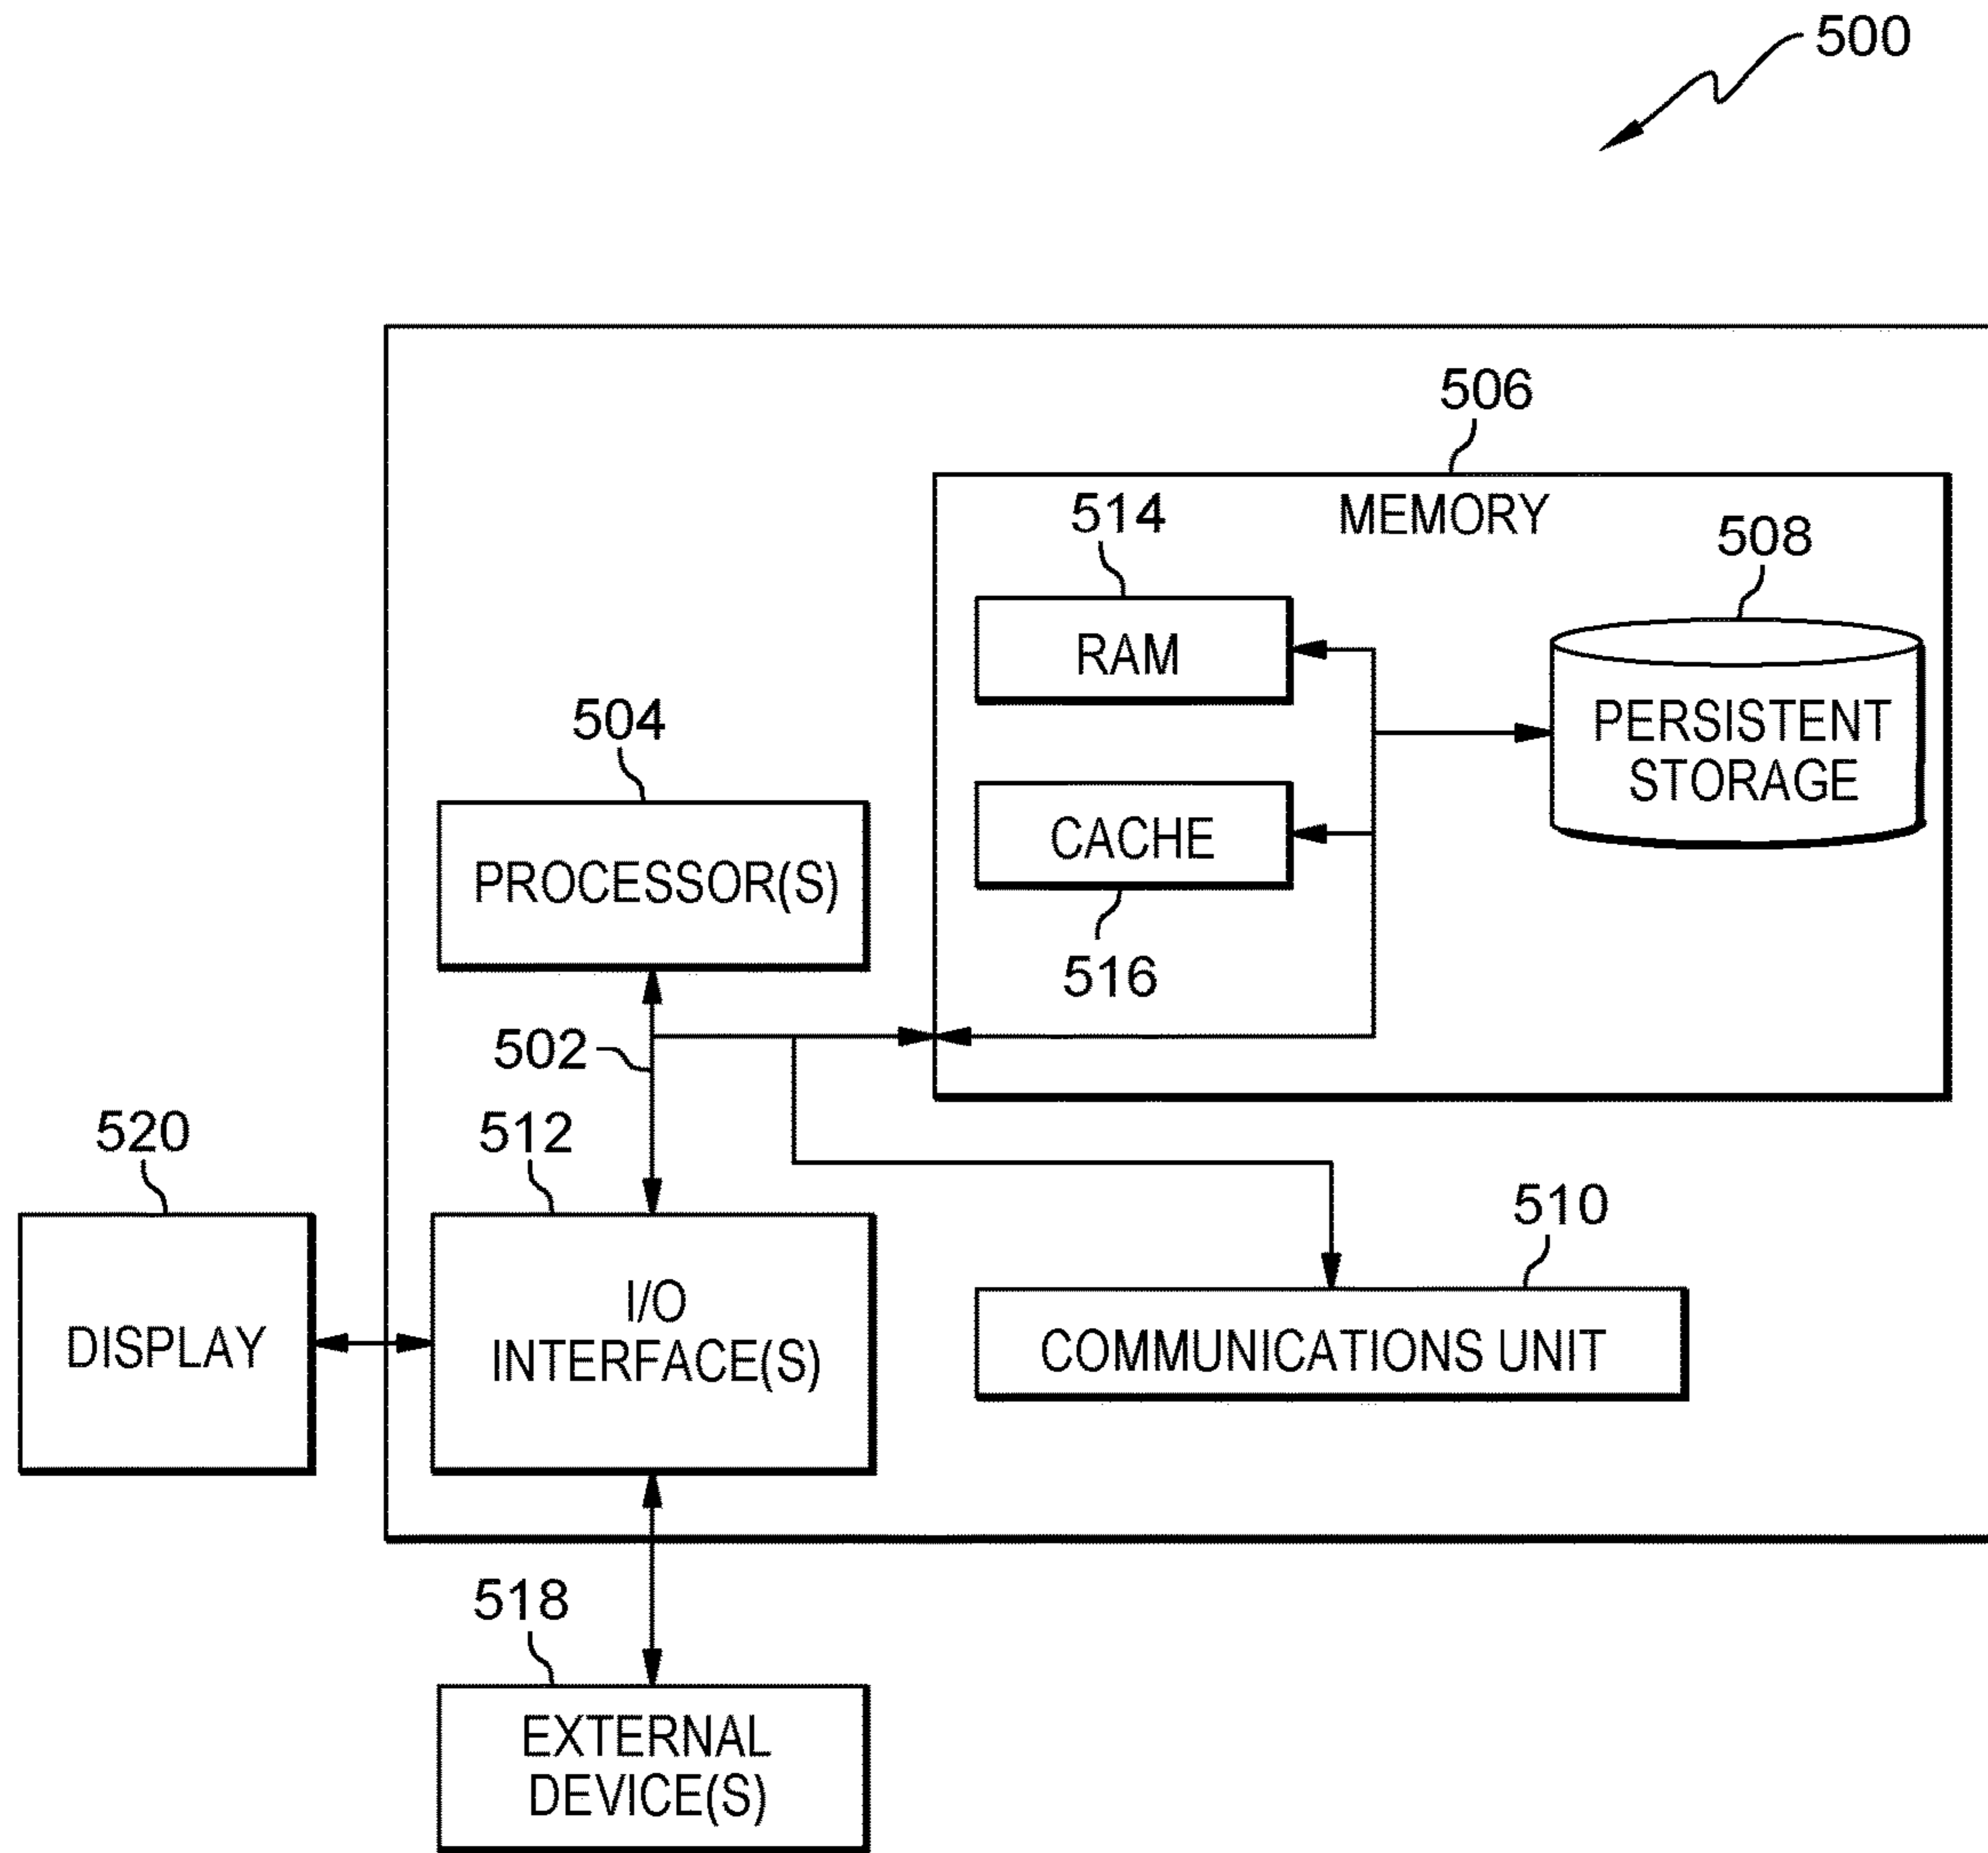 500
506
MEMORY
514
508
RAM
PERSISTENT
STORAGE
504
CACHE
PROCESSOR(S)
516
502
520
512
510
I/O
INTERFACE(S)
DISPLAY
COMMUNICATIONS UNIT
518
EXTERNAL
DEVICE(S)